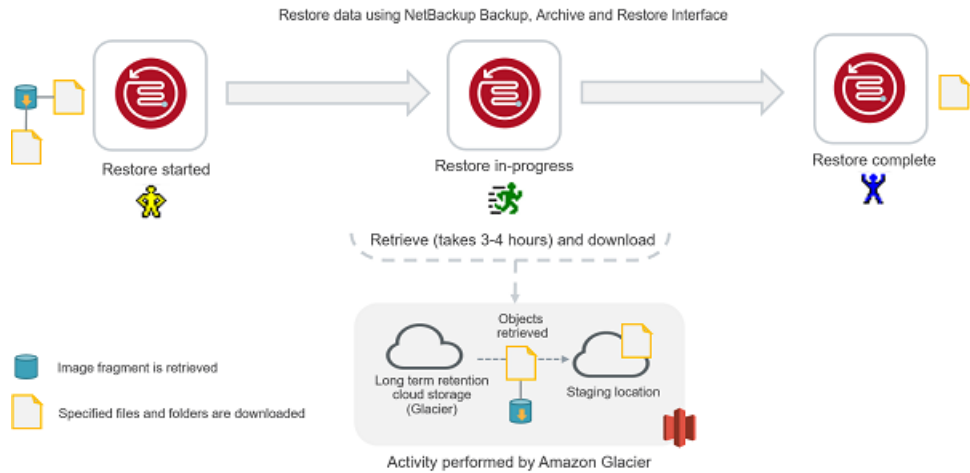 Restore data using NetBackup Backup, Archive and Restore Interface
Restore started
Restore in-progress
Restore complete
Retrieve (takes 3-4 hours) and download
Objects
retrieved
Long term retention
cloud storage
(Glacier)
Staging location
Image fragment is retrieved
Specified files and folders are downloaded
Activity performed by Amazon Glacier